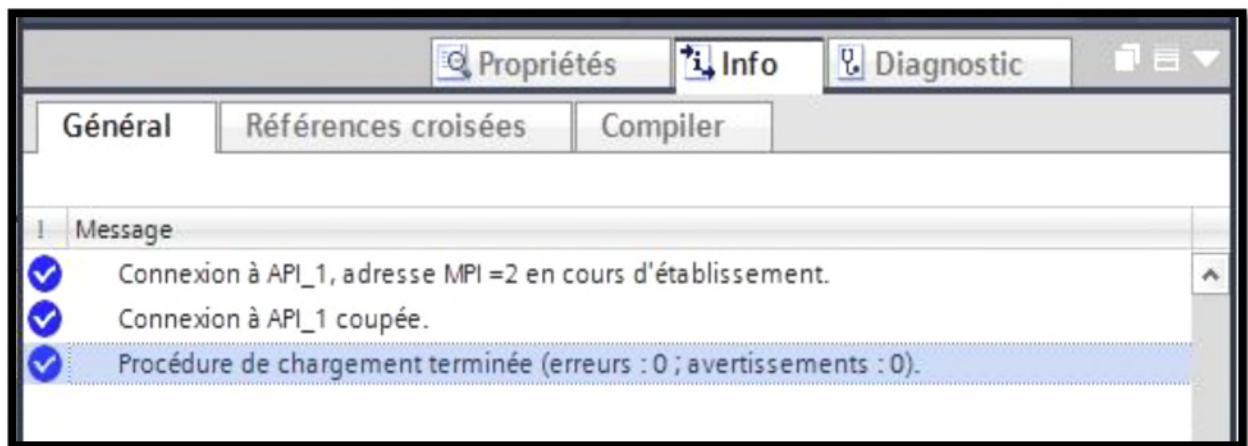 Propriétés Info Diagnostic
Général Références croisées Compiler
! Message
Connexion à API_1, adresse MPI =2 en cours d'établissement.
Connexion à API_1 coupée.
Procédure de chargement terminée (erreurs : 0 ; avertissements : 0).